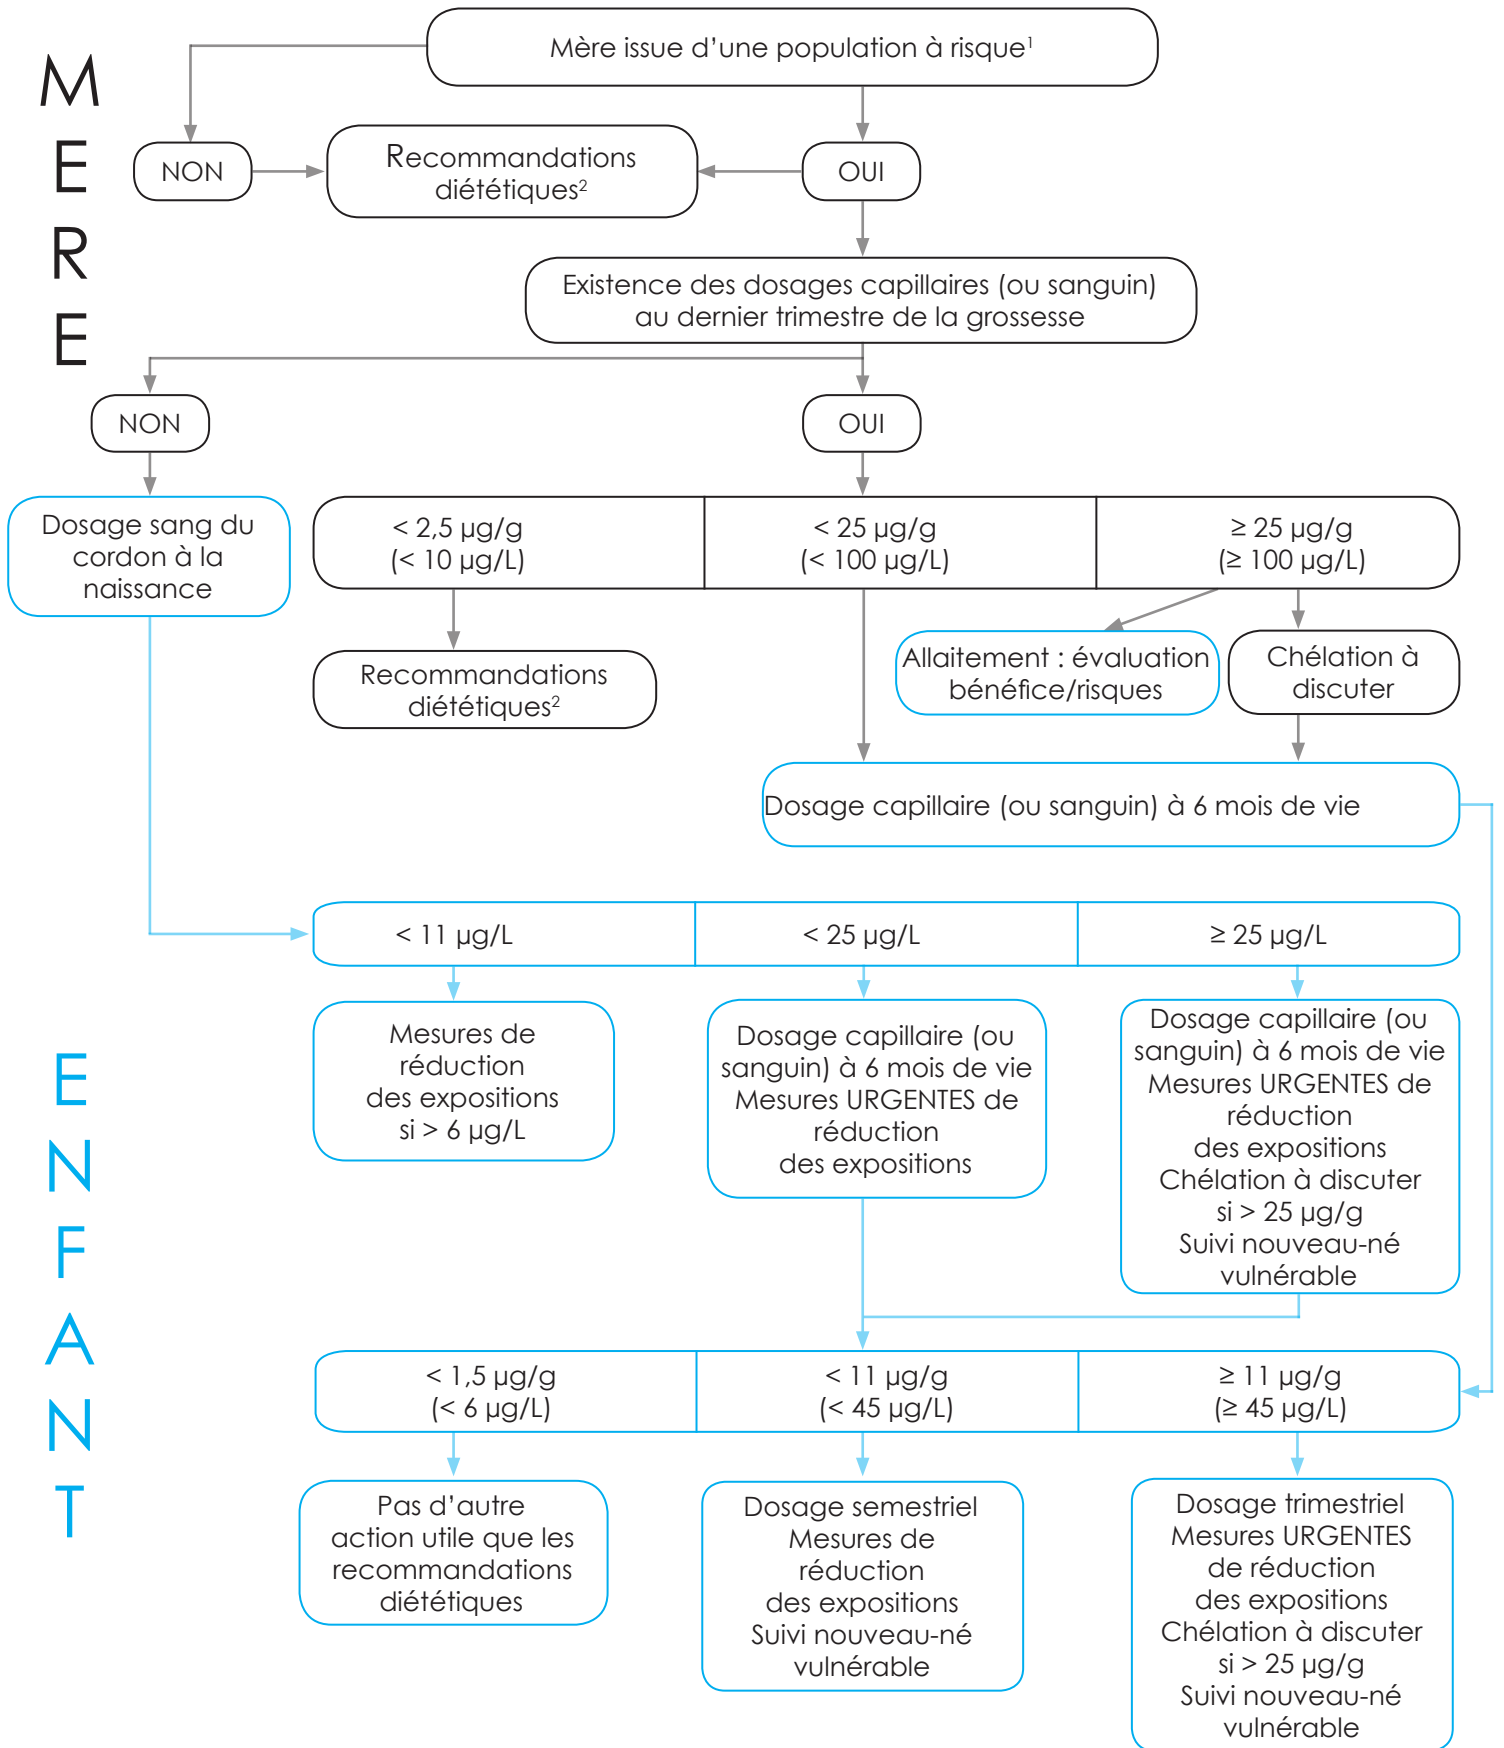 MERE
Mère issue d’une population à risque¹
NON
Recommandations
diététiques²
OUI
Existence des dosages capillaires (ou sanguin)
au dernier trimestre de la grossesse
NON
OUI
Dosage sang du
cordon à la
naissance
< 2,5 µg/g
(< 10 µg/L)
< 25 µg/g
(< 100 µg/L)
≥ 25 µg/g
(≥ 100 µg/L)
Recommandations
diététiques²
Allaitement : évaluation
bénéfice/risques
Chélation à
discuter
Dosage capillaire (ou sanguin) à 6 mois de vie
ENFANT
< 11 µg/L
< 25 µg/L
≥ 25 µg/L
Mesures de
réduction
des expositions
si > 6 µg/L
Dosage capillaire (ou
sanguin) à 6 mois de vie
Mesures URGENTES de
réduction
des expositions
Dosage capillaire (ou
sanguin) à 6 mois de vie
Mesures URGENTES de
réduction
des expositions
Chélation à discuter
si > 25 µg/g
Suivi nouveau-né
vulnérable
< 1,5 µg/g
(< 6 µg/L)
< 11 µg/g
(< 45 µg/L)
≥ 11 µg/g
(≥ 45 µg/L)
Pas d’autre
action utile que les
recommandations
diététiques
Dosage semestriel
Mesures de
réduction
des expositions
Suivi nouveau-né
vulnérable
Dosage trimestriel
Mesures URGENTES
de réduction
des expositions
Chélation à discuter
si > 25 µg/g
Suivi nouveau-né
vulnérable